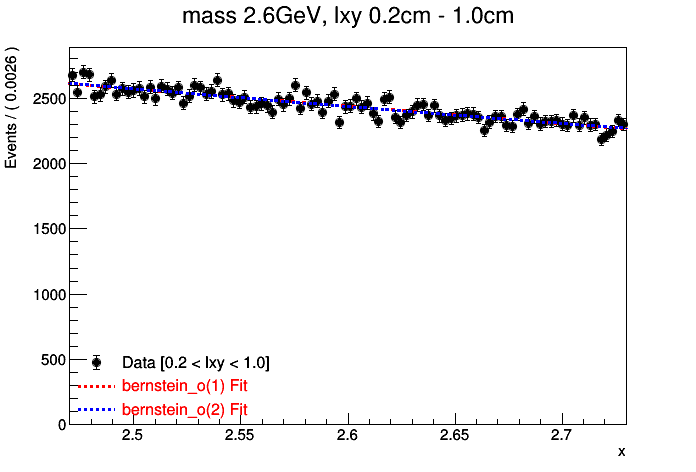 mass 2.6GeV, lxy 0.2cm - 1.0cm
Events / ( 0.0026 )
2500
2000
1500
1000
500
0
Data [0.2 < lxy < 1.0]
bernstein_o(1) Fit
bernstein_o(2) Fit
2.5 2.55 2.6 2.65 2.7
x